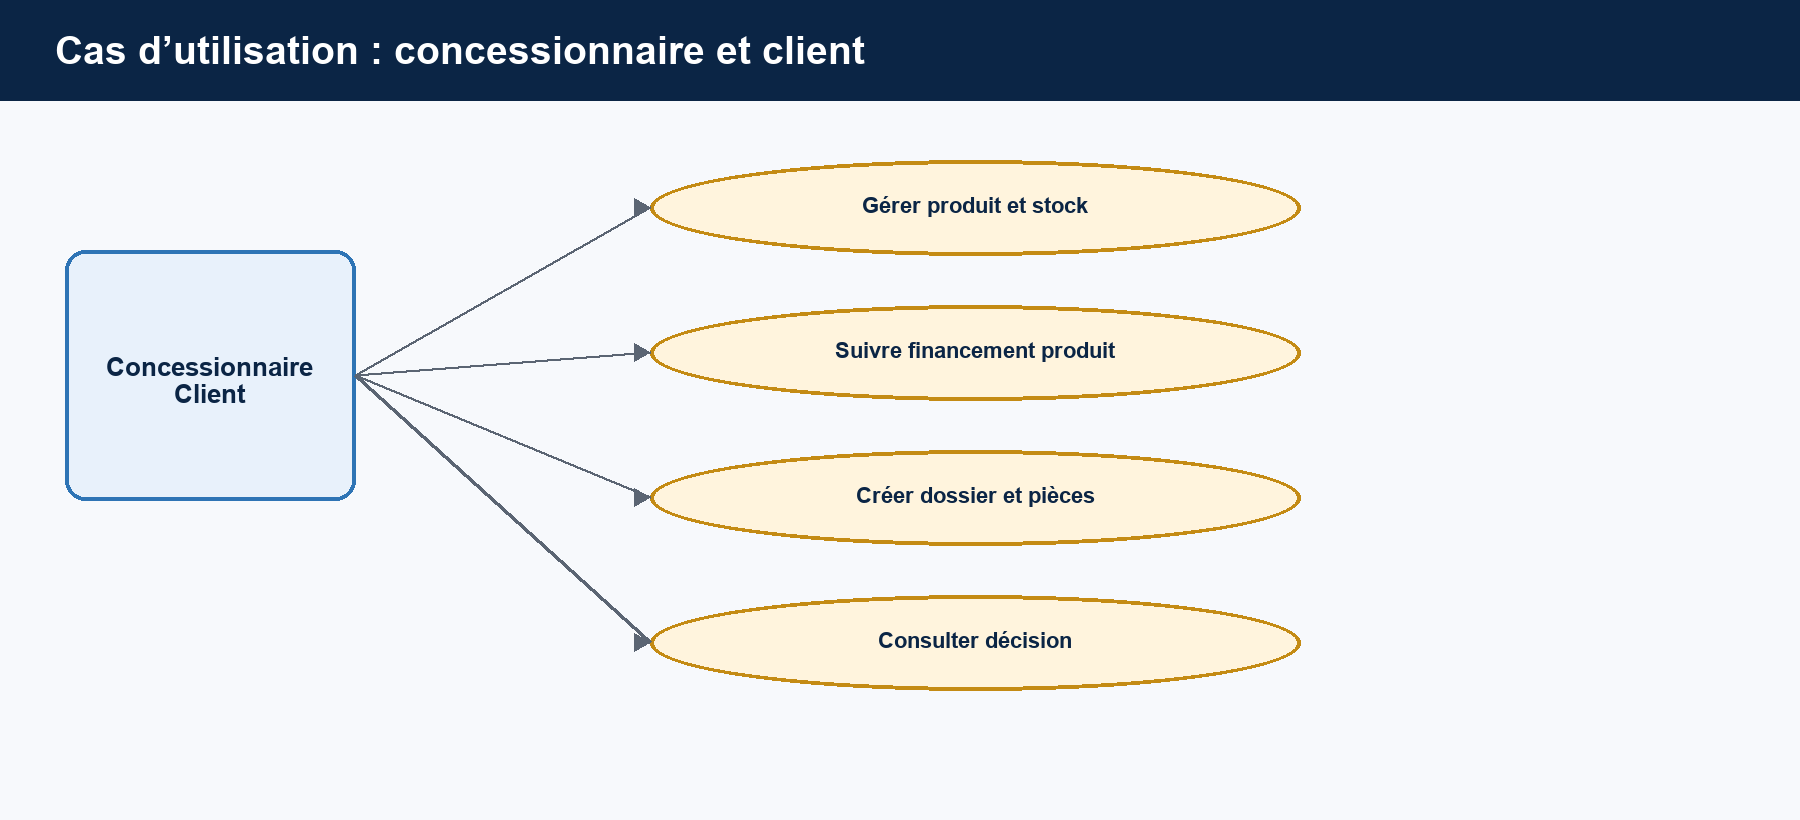 Cas d’utilisation : concessionnaire et client
Concessionnaire
Client
Gérer produit et stock
Suivre financement produit
Créer dossier et pièces
Consulter décision